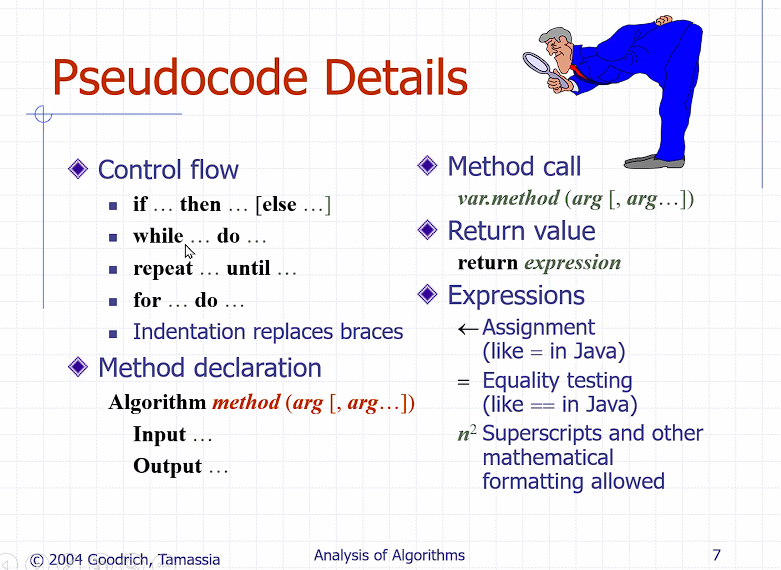 Pseudocode Details
Control flow
if … then … [else …]
while … do …
repeat … until …
for … do …
Indentation replaces braces
Method declaration
Algorithm method (arg [, arg…])
Input …
Output …
Method call
var.method (arg [, arg…])
Return value
return expression
Expressions
← Assignment
(like = in Java)
= Equality testing
(like == in Java)
n² Superscripts and other
mathematical
formatting allowed
© 2004 Goodrich, Tamassia
Analysis of Algorithms
7